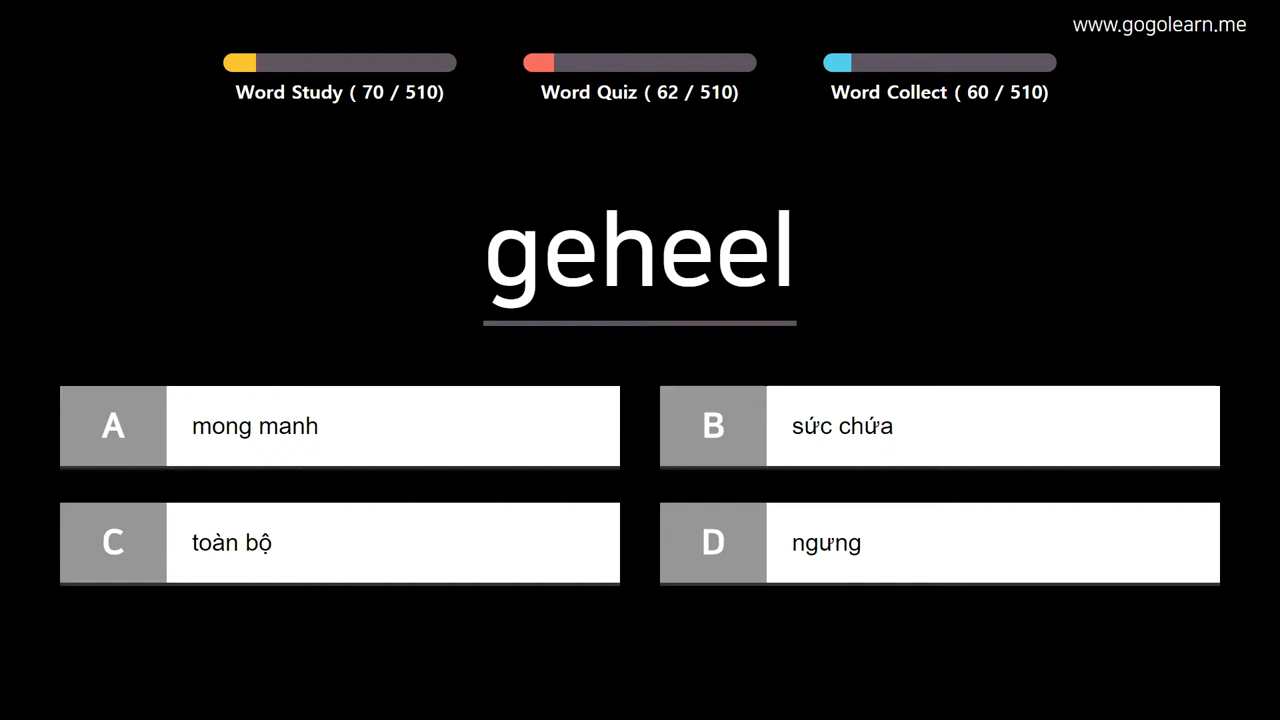 www.gogolearn.me
Word Study ( 70 / 510)
Word Quiz ( 62 / 510)
Word Collect ( 60 / 510)
geheel
A mong manh
B sức chứa
C toàn bộ
D ngưng